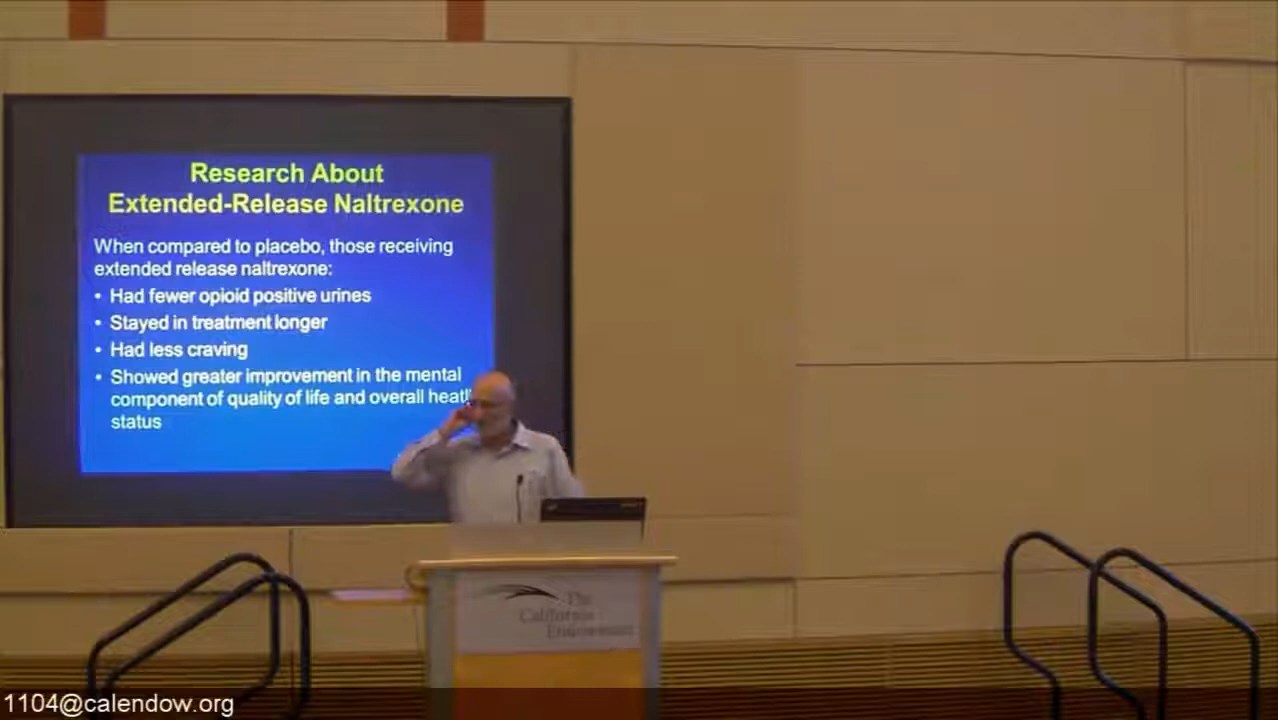 Research About
Extended-Release Naltrexone
When compared to placebo, those receiving
extended release naltrexone:
• Had fewer opioid positive urines
• Stayed in treatment longer
• Had less craving
• Showed greater improvement in the mental
component of quality of life and overall
status
The
California
Endowment
1104@calendow.org